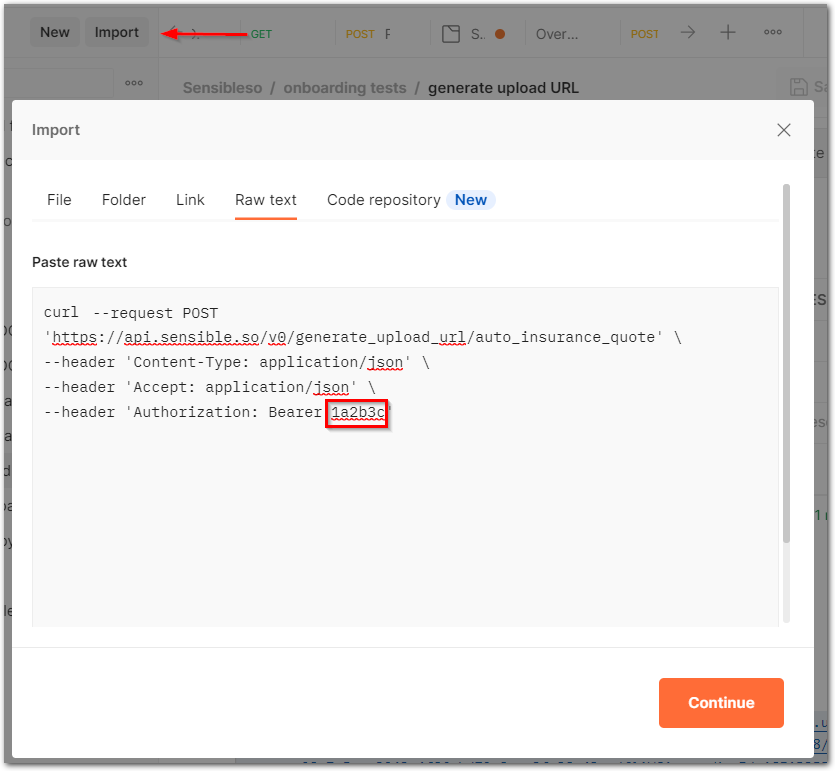 New Import GET POST S.. Over... POST
Sensibleso / onboarding tests / generate upload URL
Import
File Folder Link Raw text Code repository New
Paste raw text
curl --request POST
'https://api.sensible.so/v0/generate_upload_url/auto_insurance_quote' \
--header 'Content-Type: application/json' \
--header 'Accept: application/json' \
--header 'Authorization: Bearer 1a2b3c'
Continue